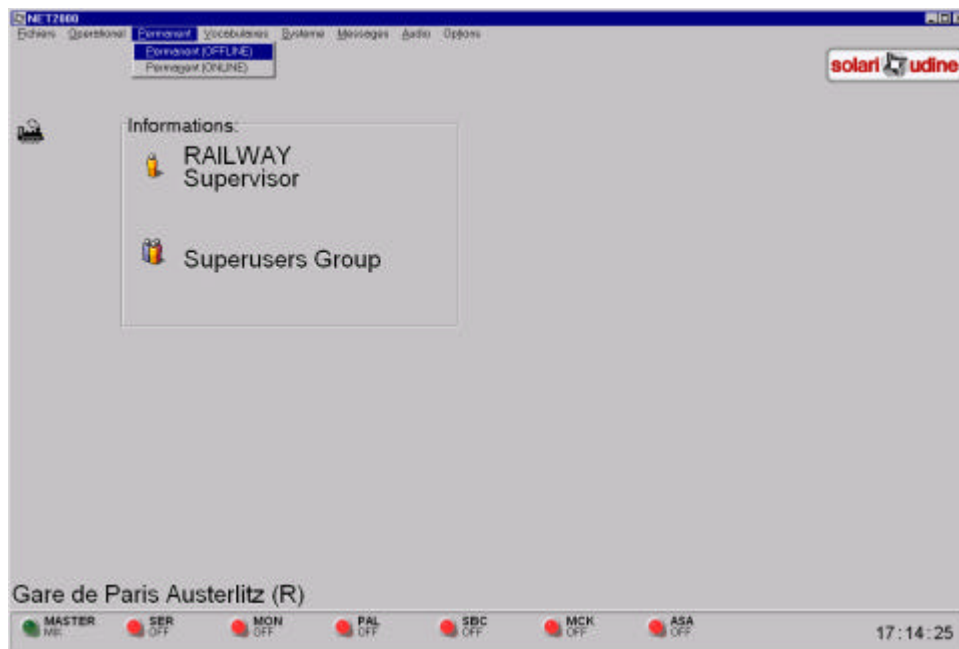 NET2000
Fichiers Operationel Permanent Vocabulaires Systeme Messages Audio Options
Permanent (OFFLINE)
Permanent (ONLINE)
solari udine
Informations:
RAILWAY
Supervisor
Superusers Group
Gare de Paris Austerlitz (R)
MASTER SER MON PAL SBC MCK ASA
OFF OFF OFF OFF OFF OFF
17:14:25